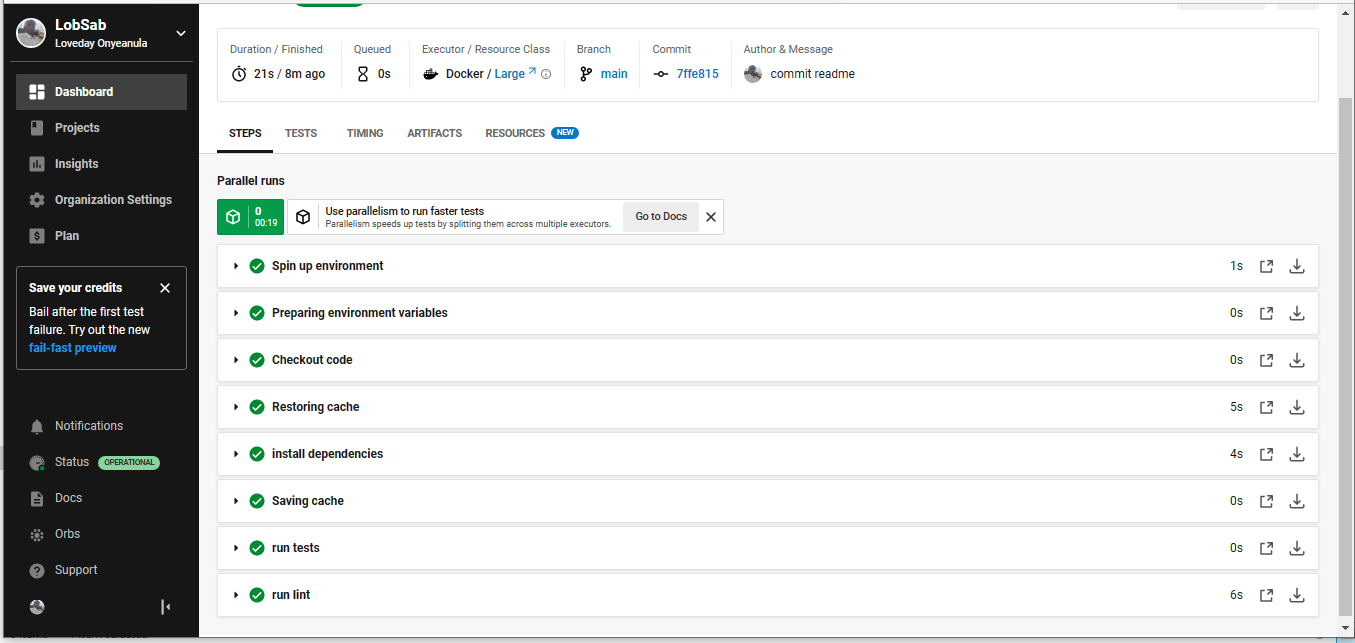 LobSab
Loveday Onyeanula
Dashboard
Projects
Insights
Organization Settings
$ Plan
Save your credits
Bail after the first test
failure. Try out the new
fail-fast preview
Notifications
Status OPERATIONAL
Docs
Orbs
? Support
Duration / Finished
21s / 8m ago
Queued
0s
Executor / Resource Class
Docker / Large
Branch
main
Commit
7ffe815
Author & Message
commit readme
STEPS TESTS TIMING ARTIFACTS RESOURCES NEW
Parallel runs
0
00:19
Use parallelism to run faster tests
Parallelism speeds up tests by splitting them across multiple executors.
Go to Docs
Spin up environment 1s
Preparing environment variables 0s
Checkout code 0s
Restoring cache 5s
install dependencies 4s
Saving cache 0s
run tests 0s
run lint 6s